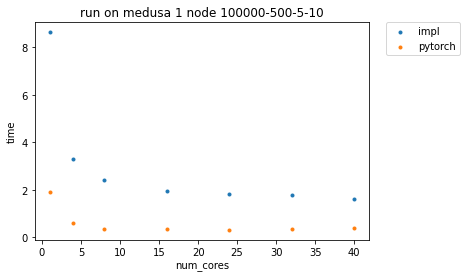 run on medusa 1 node 100000-500-5-10
impl
pytorch
8
6
4
2
0
time
0 5 10 15 20 25 30 35 40
num_cores